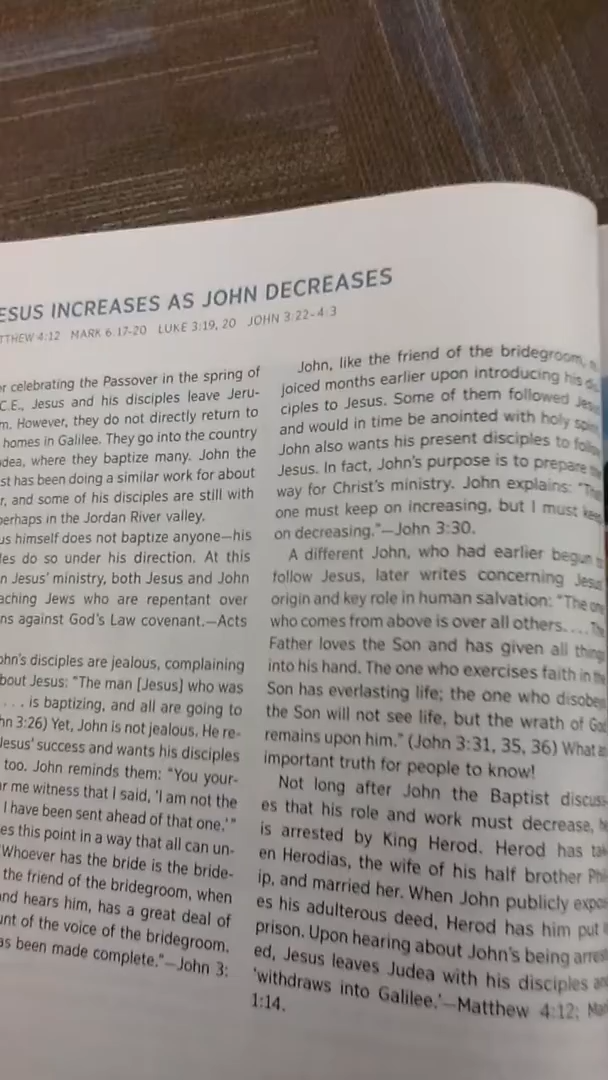 ESUS INCREASES AS JOHN DECREASES
TTHEW 4:12 MARK 6:17-20 LUKE 3:19, 20 JOHN 3:22–4:3
celebrating the Passover in the spring of
C.E., Jesus and his disciples leave Jeru-
However, they do not directly return to
homes in Galilee. They go into the country
where they baptize many. John the
st has been doing a similar work for about
and some of his disciples are still with
perhaps in the Jordan River valley.
us himself does not baptize anyone—his
les do so under his direction. At this
n Jesus' ministry, both Jesus and John
aching Jews who are repentant over
ns against God's Law covenant.—Acts
ohn's disciples are jealous, complaining
bout Jesus: "The man [Jesus] who was
. . . is baptizing, and all are going to
hn 3:26) Yet, John is not jealous. He re-
Jesus' success and wants his disciples
too. John reminds them: "You your-
r me witness that I said, 'I am not the
I have been sent ahead of that one.'"
es this point in a way that all can un-
"Whoever has the bride is the bride-
the friend of the bridegroom, when
nd hears him, has a great deal of
unt of the voice of the bridegroom.
as been made complete."—John 3:
John, like the friend of the bridegroom,
joiced months earlier upon introducing his
ciples to Jesus. Some of them followed
and would in time be anointed with holy
John also wants his present disciples to
Jesus. In fact, John's purpose is to prepare
way for Christ's ministry. John explains:
one must keep on increasing, but I must
on decreasing."—John 3:30.
A different John, who had earlier begun
follow Jesus, later writes concerning
origin and key role in human salvation: "The one
who comes from above is over all others. . . .
Father loves the Son and has given all
into his hand. The one who exercises faith in
Son has everlasting life; the one who
the Son will not see life, but the wrath of God
remains upon him." (John 3:31, 35, 36) What
important truth for people to know!
Not long after John the Baptist discuss-
es that his role and work must decrease,
is arrested by King Herod. Herod has tak-
en Herodias, the wife of his half brother Phil-
ip, and married her. When John publicly expos-
es his adulterous deed, Herod has him put
prison. Upon hearing about John's being arrest-
ed, Jesus leaves Judea with his disciples and
'withdraws into Galilee.'—Matthew 4:12;
1:14.